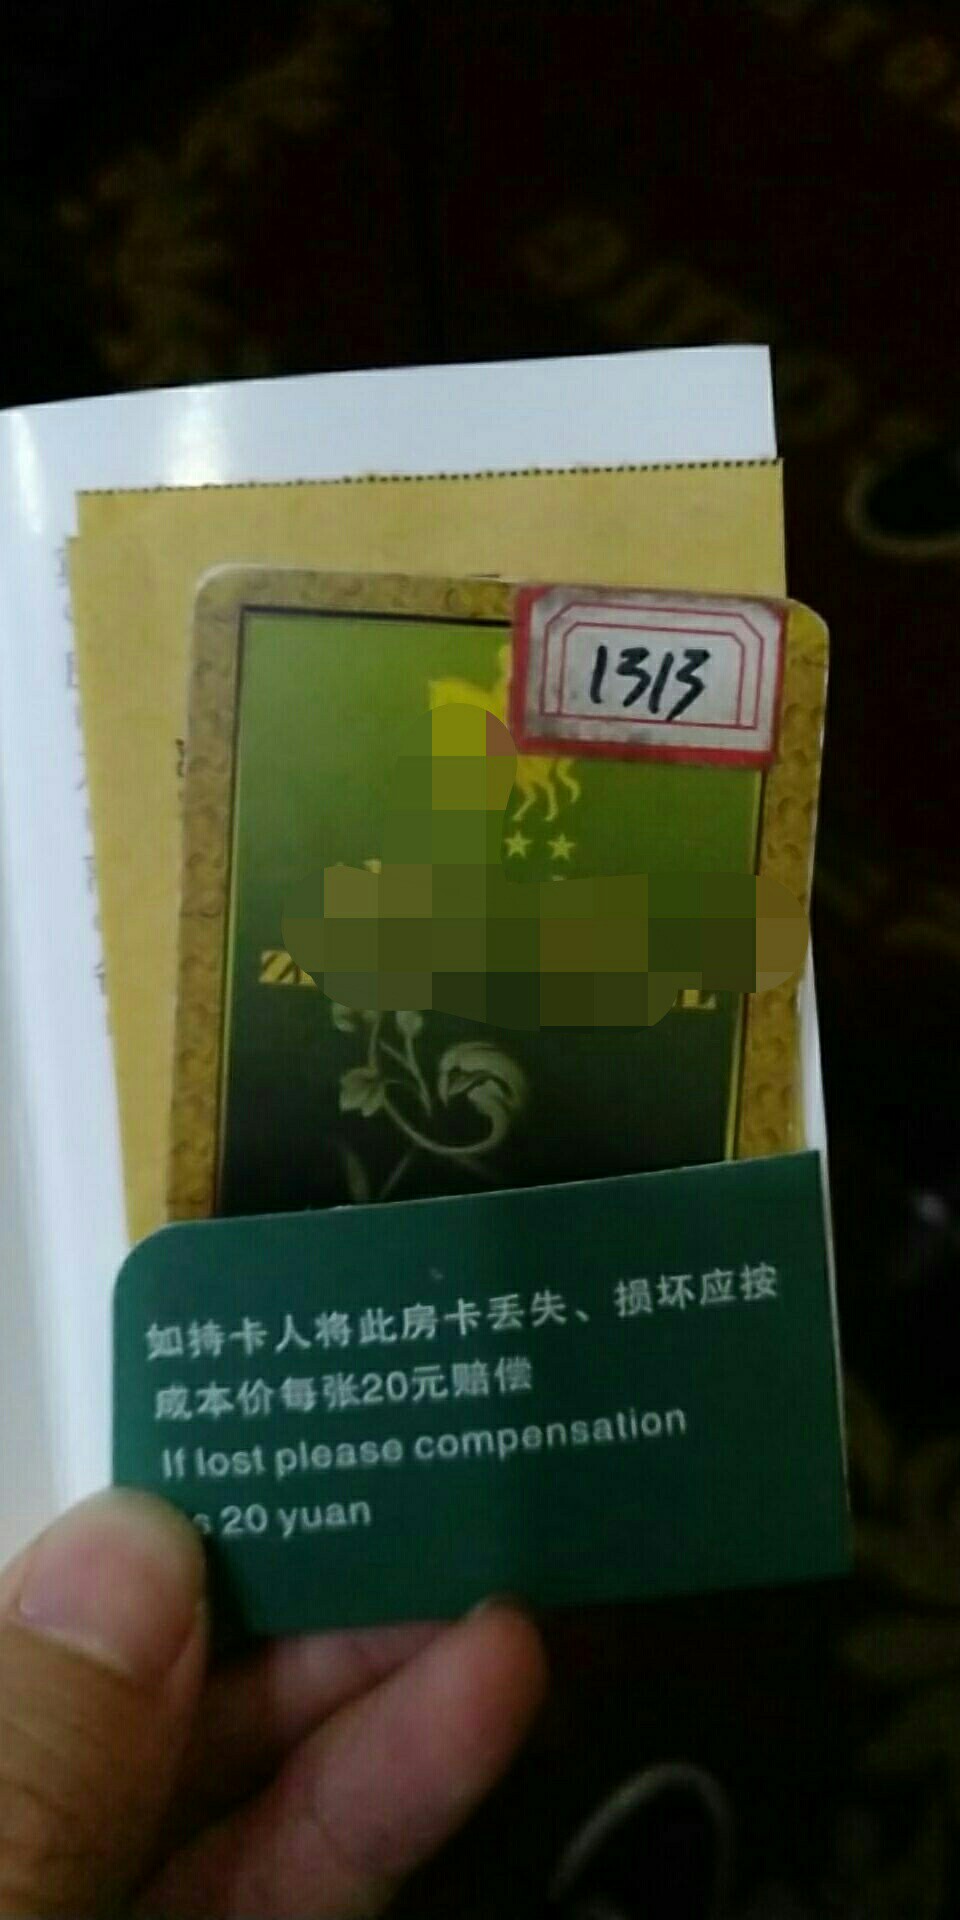 1313
如持卡人将此房卡丢失、损坏应按
成本价每张20元赔偿
If lost please compensation
20 yuan